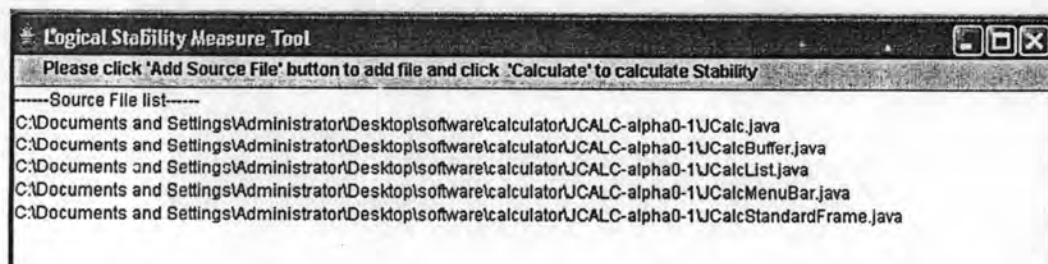 Logical Stability Measure Tool
Please click 'Add Source File' button to add file and click 'Calculate' to calculate Stability
------Source File list------
C:\Documents and Settings\Administrator\Desktop\software\calculator\JCALC-alpha0-1\JCalc.java
C:\Documents and Settings\Administrator\Desktop\software\calculator\JCALC-alpha0-1\JCalcBuffer.java
C:\Documents and Settings\Administrator\Desktop\software\calculator\JCALC-alpha0-1\JCalcList.java
C:\Documents and Settings\Administrator\Desktop\software\calculator\JCALC-alpha0-1\JCalcMenuBar.java
C:\Documents and Settings\Administrator\Desktop\software\calculator\JCALC-alpha0-1\JCalcStandardFrame.java